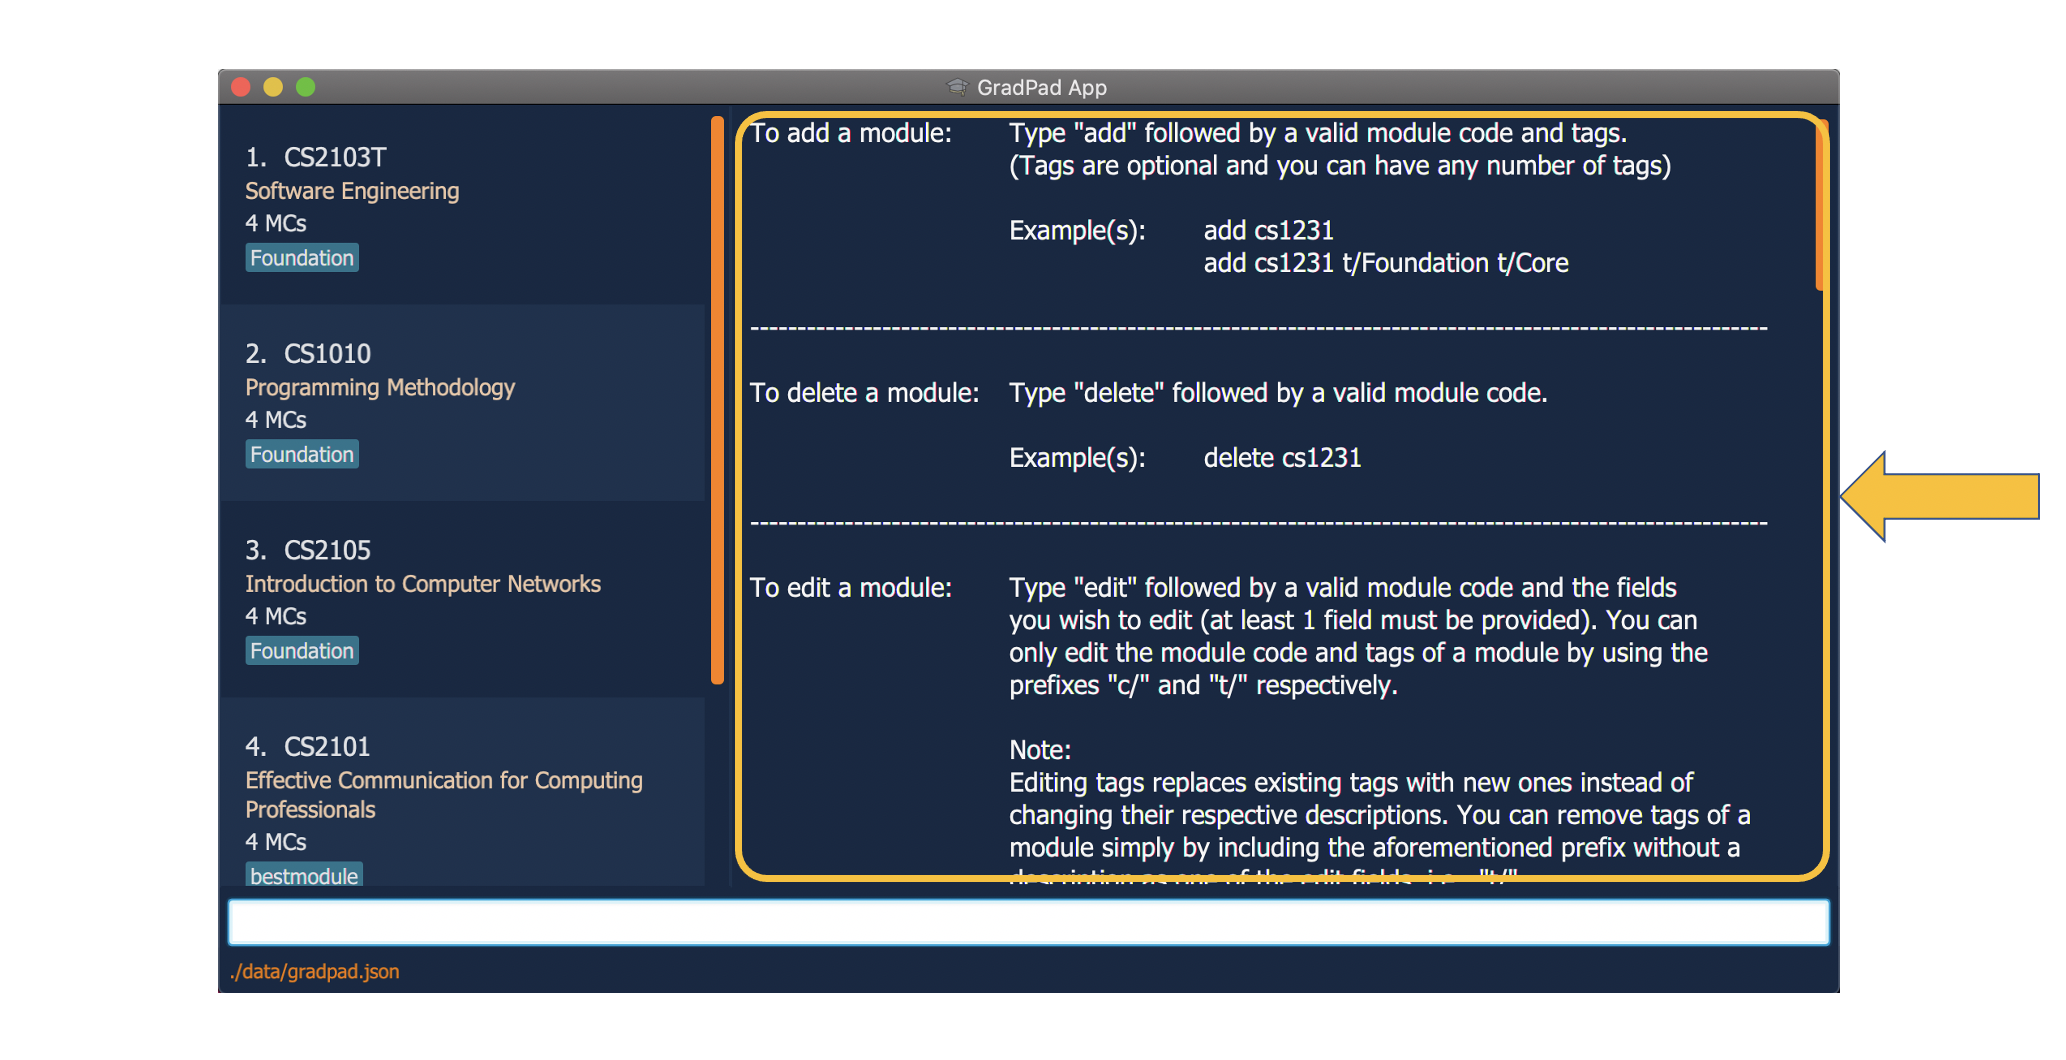 GradPad App
1. CS2103T
Software Engineering
4 MCs
Foundation
2. CS1010
Programming Methodology
4 MCs
Foundation
3. CS2105
Introduction to Computer Networks
4 MCs
Foundation
4. CS2101
Effective Communication for Computing
Professionals
4 MCs
bestmodule
To add a module: Type "add" followed by a valid module code and tags.
(Tags are optional and you can have any number of tags)
Example(s): add cs1231
add cs1231 t/Foundation t/Core
------------------------------------------------------------------------------------------------------------
To delete a module: Type "delete" followed by a valid module code.
Example(s): delete cs1231
------------------------------------------------------------------------------------------------------------
To edit a module: Type "edit" followed by a valid module code and the fields
you wish to edit (at least 1 field must be provided). You can
only edit the module code and tags of a module by using the
prefixes "c/" and "t/" respectively.
Note:
Editing tags replaces existing tags with new ones instead of
changing their respective descriptions. You can remove tags of a
module simply by including the aforementioned prefix without a
description as one of the edit fields, i.e., "t/"
./data/gradpad.json